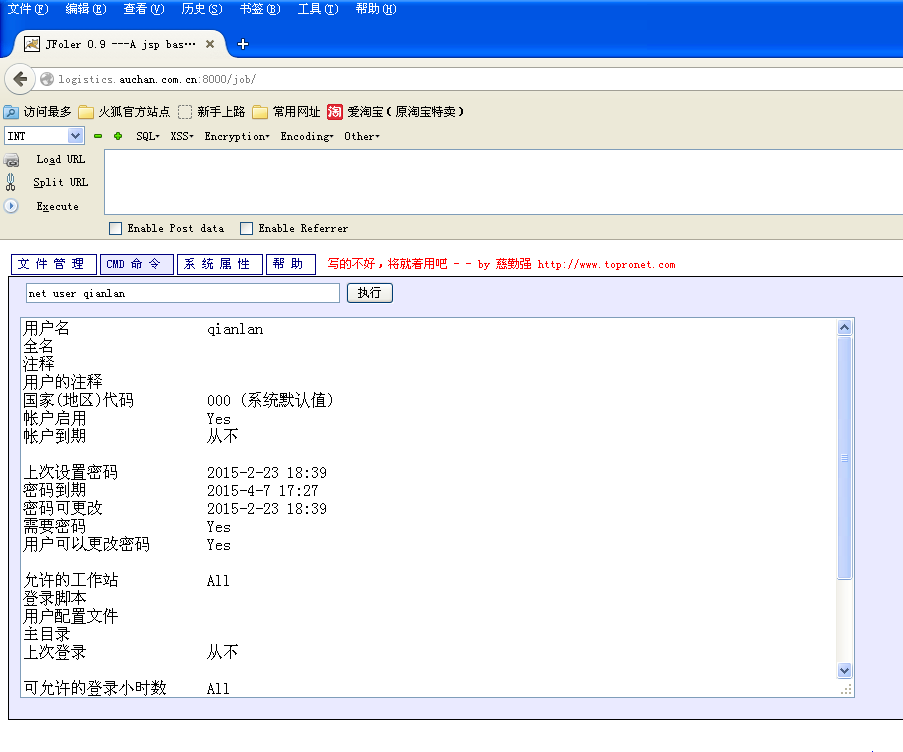 文件(F) 编辑(E) 查看(V) 历史(S) 书签(B) 工具(T) 帮助(H)
JFoler 0.9 ---A jsp bas...
logistics.auchan.com.cn:8000/job/
访问最多 火狐官方站点 新手上路 常用网址 淘 爱淘宝(原淘宝特卖)
INT SQL XSS Encryption Encoding Other
Load URL
Split URL
Execute
Enable Post data Enable Referrer
文件管理 CMD命令 系统属性 帮助 写的不好,将就着用吧 - - by 慈勤强 http://www.topronet.com
net user qianlan 执行
用户名 qianlan
全名
注释
用户的注释
国家(地区)代码 000 (系统默认值)
帐户启用 Yes
帐户到期 从不
上次设置密码 2015-2-23 18:39
密码到期 2015-4-7 17:27
密码可更改 2015-2-23 18:39
需要密码 Yes
用户可以更改密码 Yes
允许的工作站 All
登录脚本
用户配置文件
主目录
上次登录 从不
可允许的登录小时数 All